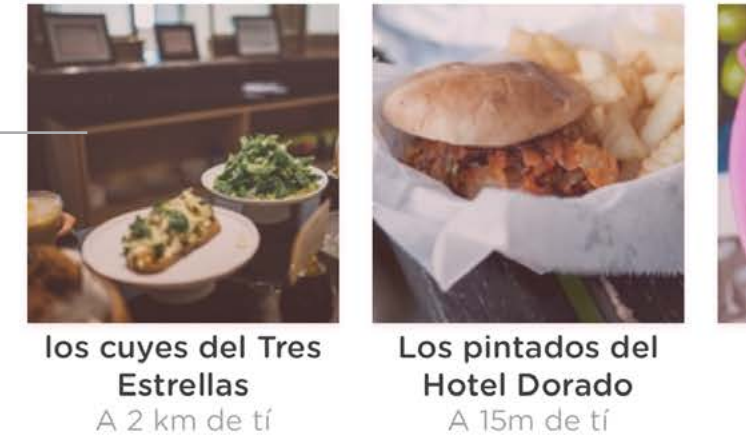 los cuyes del Tres
Estrellas
A 2 km de tí
Los pintados del
Hotel Dorado
A 15m de tí